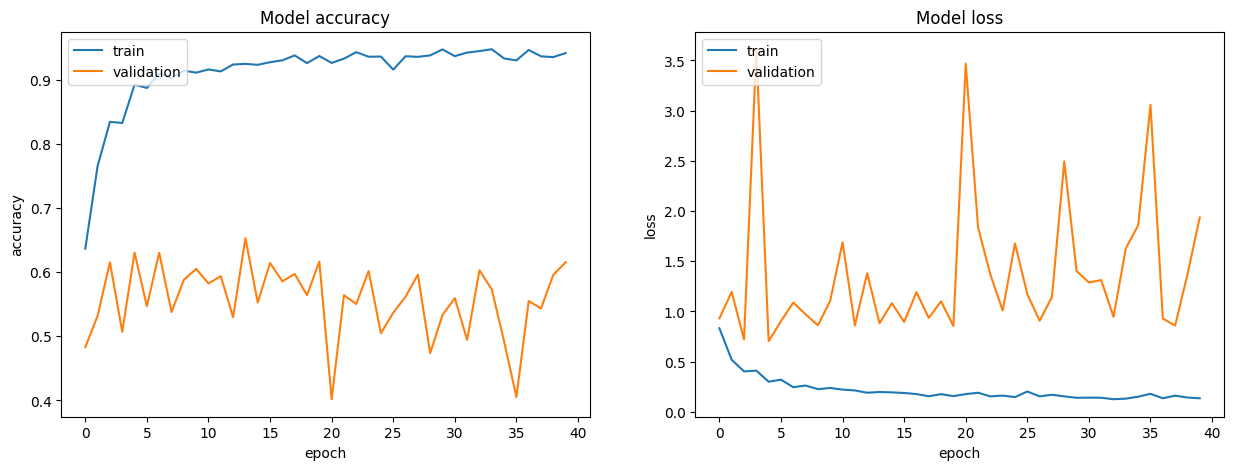 Model accuracy
train
validation
0.9
0.8
0.7
0.6
0.5
0.4
accuracy
0 5 10 15 20 25 30 35 40
epoch
Model loss
train
validation
3.5
3.0
2.5
2.0
1.5
1.0
0.5
0.0
loss
0 5 10 15 20 25 30 35 40
epoch